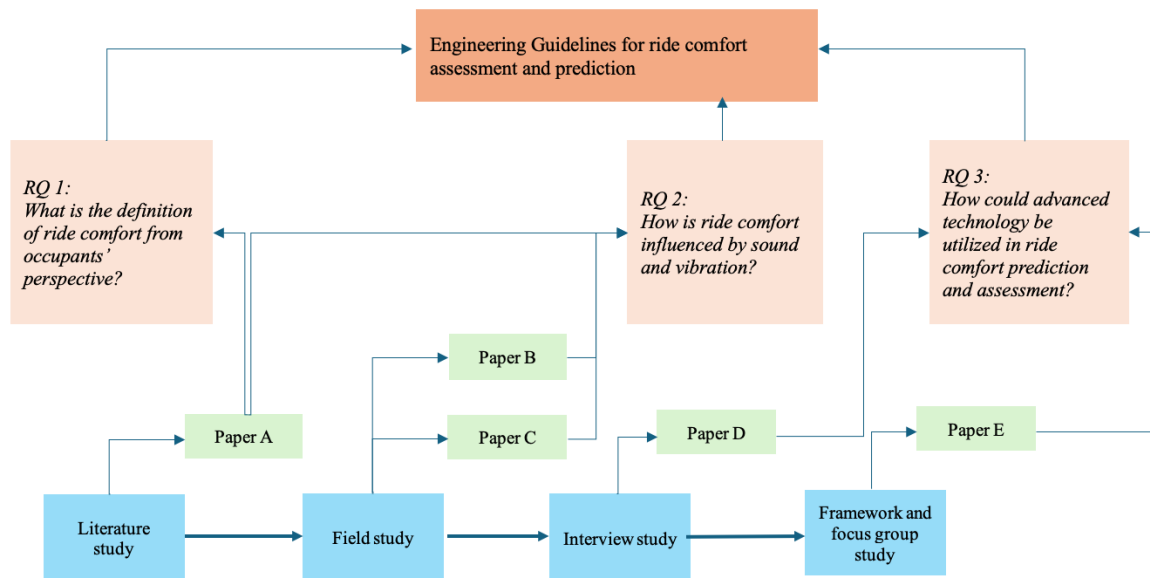 Engineering Guidelines for ride comfort
assessment and prediction
RQ 1:
What is the definition
of ride comfort from
occupants’
perspective?
RQ 2:
How is ride comfort
influenced by sound
and vibration?
RQ 3:
How could advanced
technology be
utilized in ride
comfort prediction
and assessment?
Paper B
Paper A
Paper C
Paper D
Paper E
Literature
study
Field study
Interview study
Framework and
focus group
study